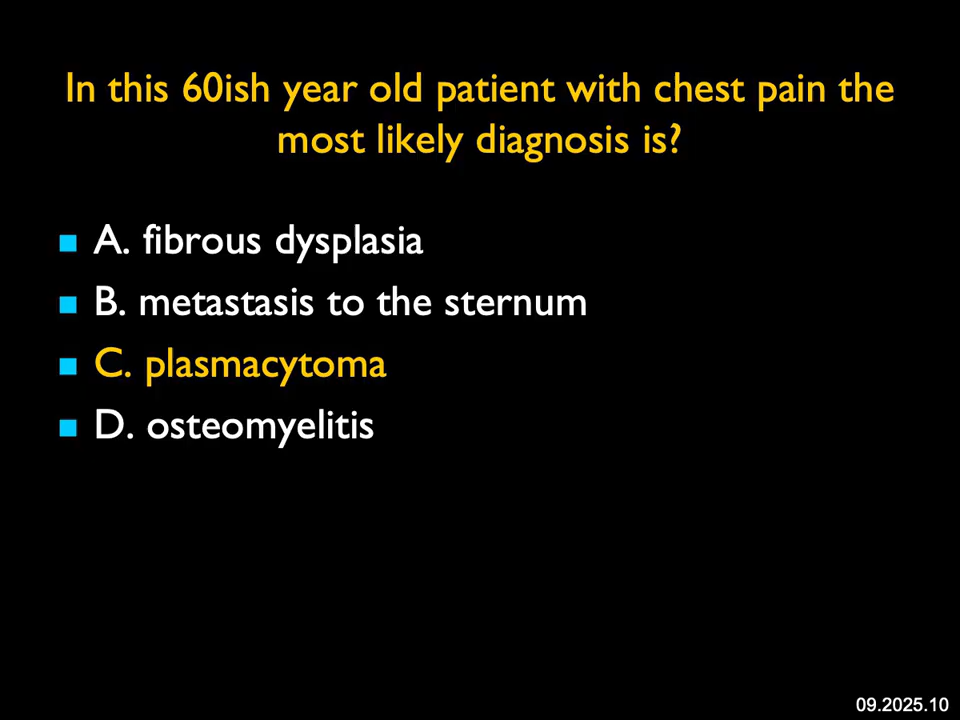 In this 60ish year old patient with chest pain the
most likely diagnosis is?
A. fibrous dysplasia
B. metastasis to the sternum
C. plasmacytoma
D. osteomyelitis
09.2025.10